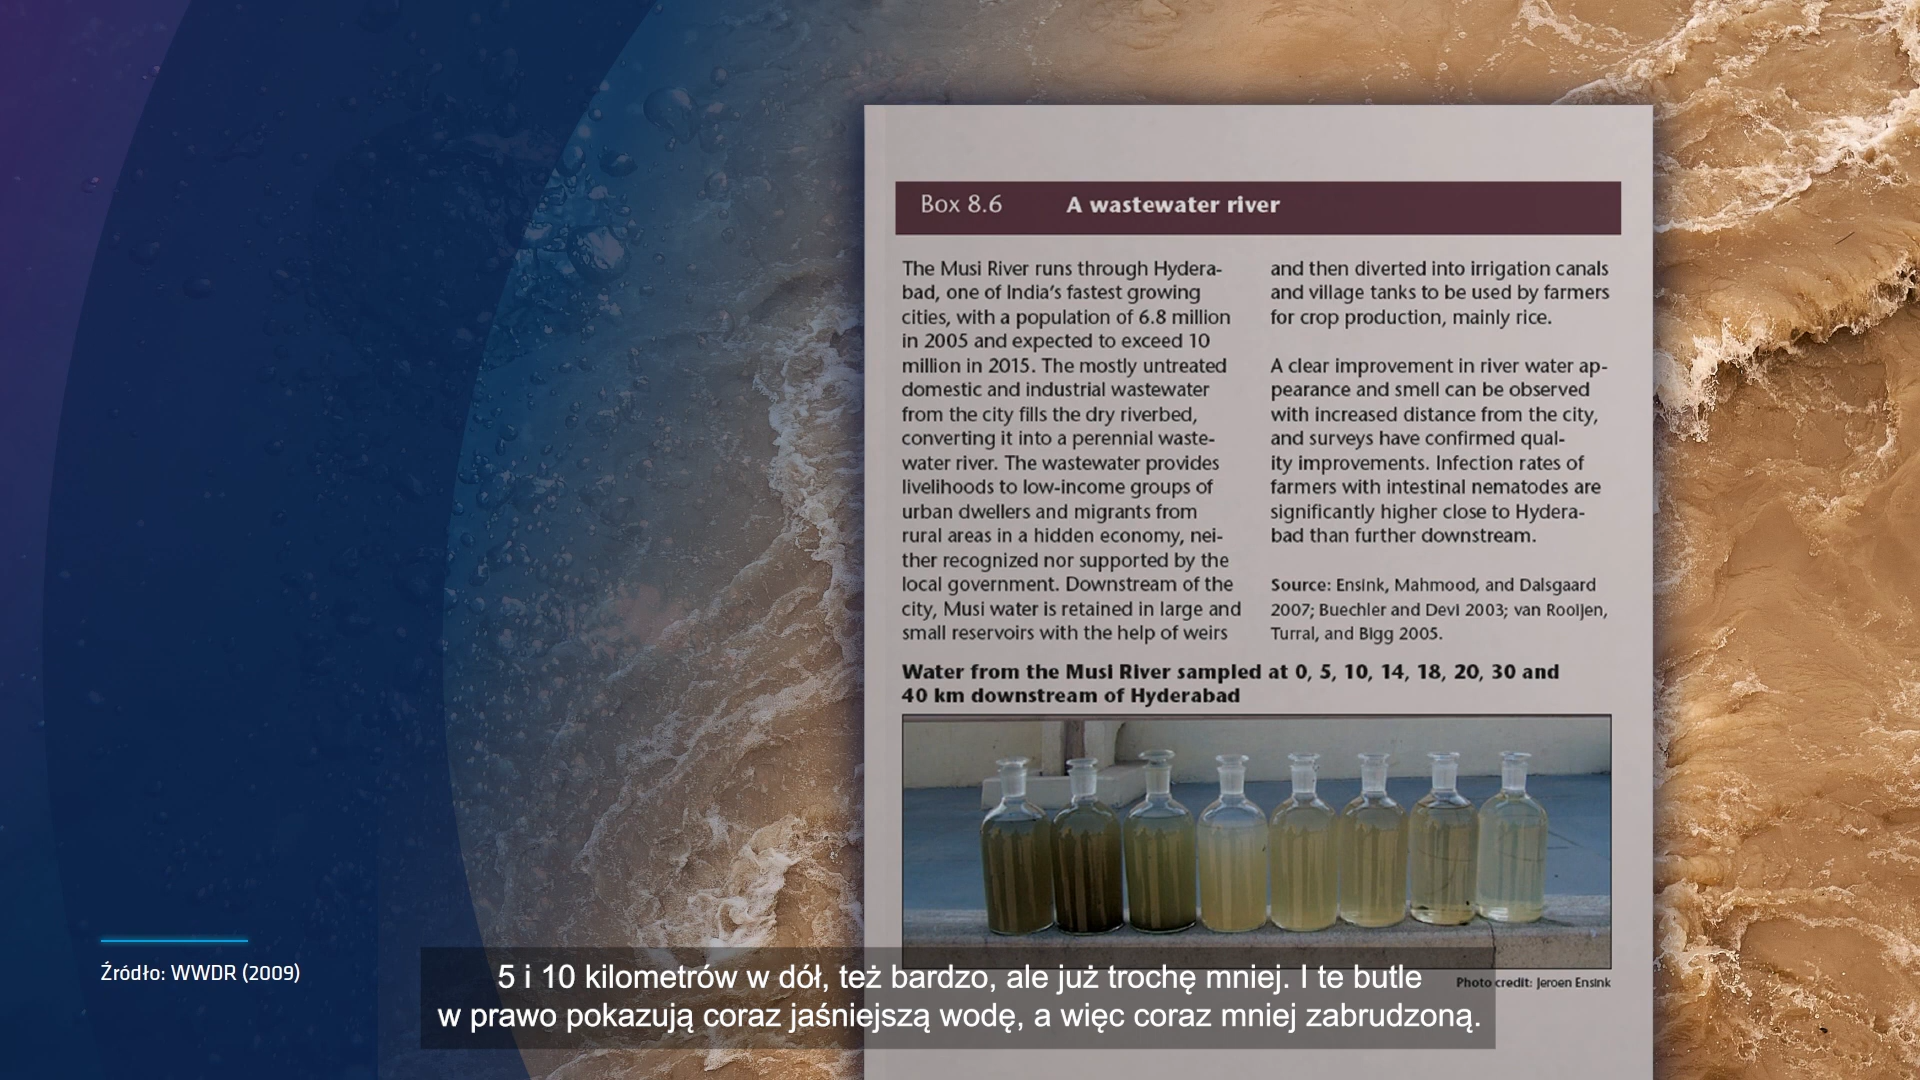 Box 8.6 A wastewater river
The Musi River runs through Hydera-
bad, one of India's fastest growing
cities, with a population of 6.8 million
in 2005 and expected to exceed 10
million in 2015. The mostly untreated
domestic and industrial wastewater
from the city fills the dry riverbed,
converting it into a perennial waste-
water river. The wastewater provides
livelihoods to low-income groups of
urban dwellers and migrants from
rural areas in a hidden economy, nei-
ther recognized nor supported by the
local government. Downstream of the
city, Musi water is retained in large and
small reservoirs with the help of weirs
and then diverted into irrigation canals
and village tanks to be used by farmers
for crop production, mainly rice.
A clear improvement in river water ap-
pearance and smell can be observed
with increased distance from the city,
and surveys have confirmed qual-
ity improvements. Infection rates of
farmers with intestinal nematodes are
significantly higher close to Hydera-
bad than further downstream.
Source: Ensink, Mahmood, and Dalsgaard
2007; Buechler and Devi 2003; van Rooijen,
Turral, and Bigg 2005.
Water from the Musi River sampled at 0, 5, 10, 14, 18, 20, 30 and
40 km downstream of Hyderabad
Photo credit: Jeroen Ensink
Źródło: WWDR (2009)
5 i 10 kilometrów w dół, też bardzo, ale już trochę mniej. I te butle
w prawo pokazują coraz jaśniejszą wodę, a więc coraz mniej zabrudzoną.